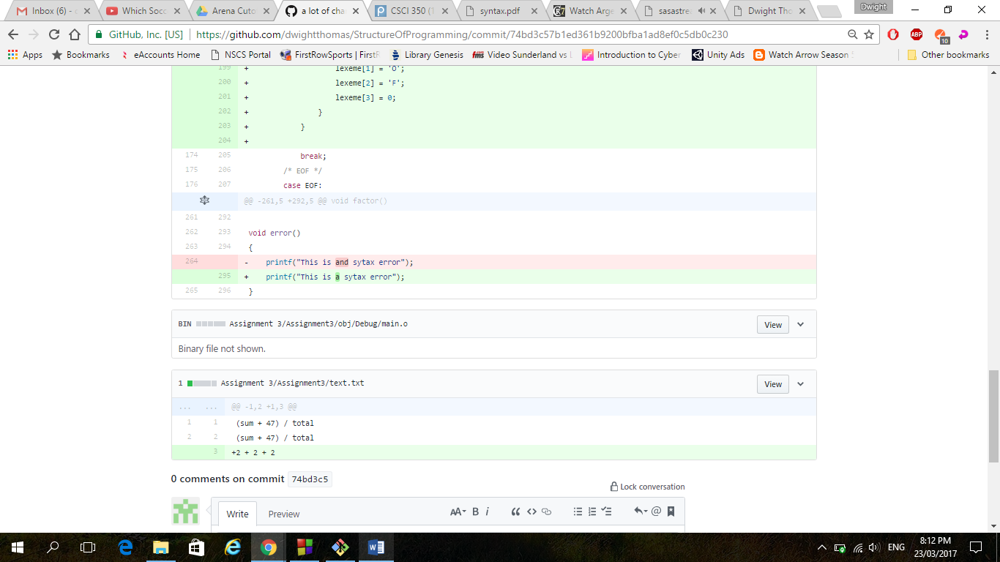 Dwight
Inbox (6) - c
Which Socc
Arena Cuto
a lot of cha
CSCI 350 (1
syntax.pdf
Watch Arge
sasastre
Dwight Tho
GitHub, Inc. [US] https://github.com/dwightthomas/StructureOfProgramming/commit/74bd3c57b1ed361b9200bfba1ad8ef0c5db0c230
ABP
10
Apps Bookmarks eAccounts Home NSCS Portal FirstRowSports | FirstR Library Genesis Video Sunderland vs Introduction to Cyber Unity Ads Watch Arrow Season Other bookmarks
199 + lexeme[1] = 'O';
200 + lexeme[2] = 'F';
201 + lexeme[3] = 0;
202 + }
203 + }
204 +
174 205 break;
175 206 /* EOF */
176 207 case EOF:
@@ -261,5 +292,5 @@ void factor()
261 292
262 293 void error()
263 294 {
264 - printf("This is and sytax error");
295 + printf("This is a sytax error");
265 296 }
BIN Assignment 3/Assignment3/obj/Debug/main.o View
Binary file not shown.
1 Assignment 3/Assignment3/text.txt View
... ... @@ -1,2 +1,3 @@
1 1 (sum + 47) / total
2 2 (sum + 47) / total
3 +2 + 2 + 2
0 comments on commit 74bd3c5
Lock conversation
Write Preview AA B i “ <> @
ENG 8:12 PM
23/03/2017